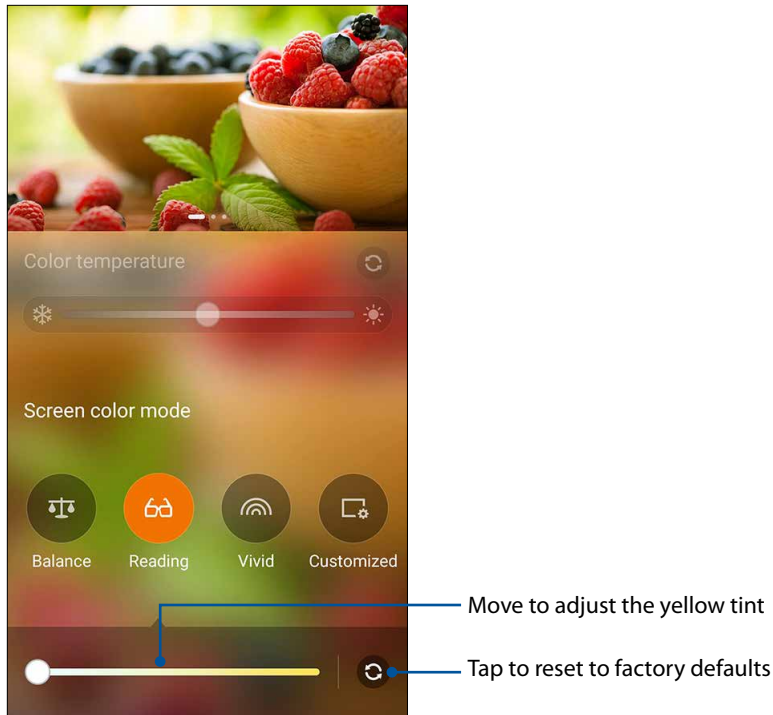 Color temperature
Screen color mode
Balance Reading Vivid Customized
Move to adjust the yellow tint
Tap to reset to factory defaults